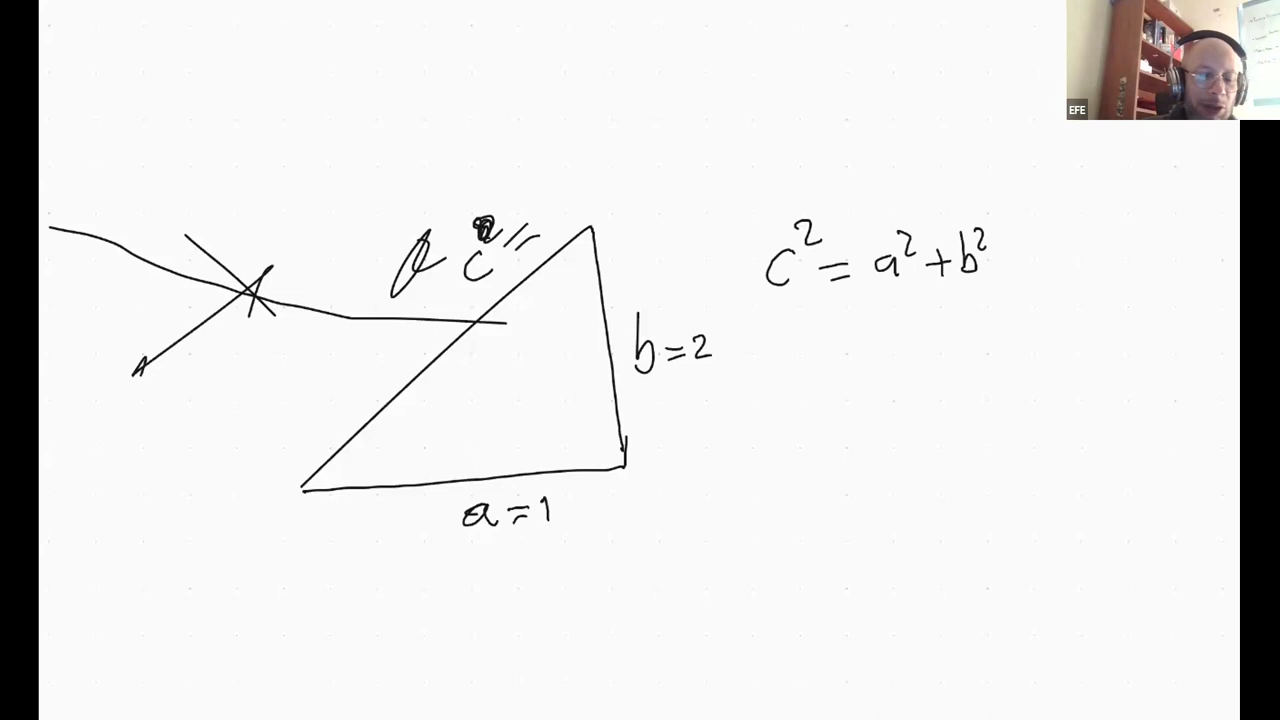 EFE
c =
c² = a² + b²
b = 2
a = 1